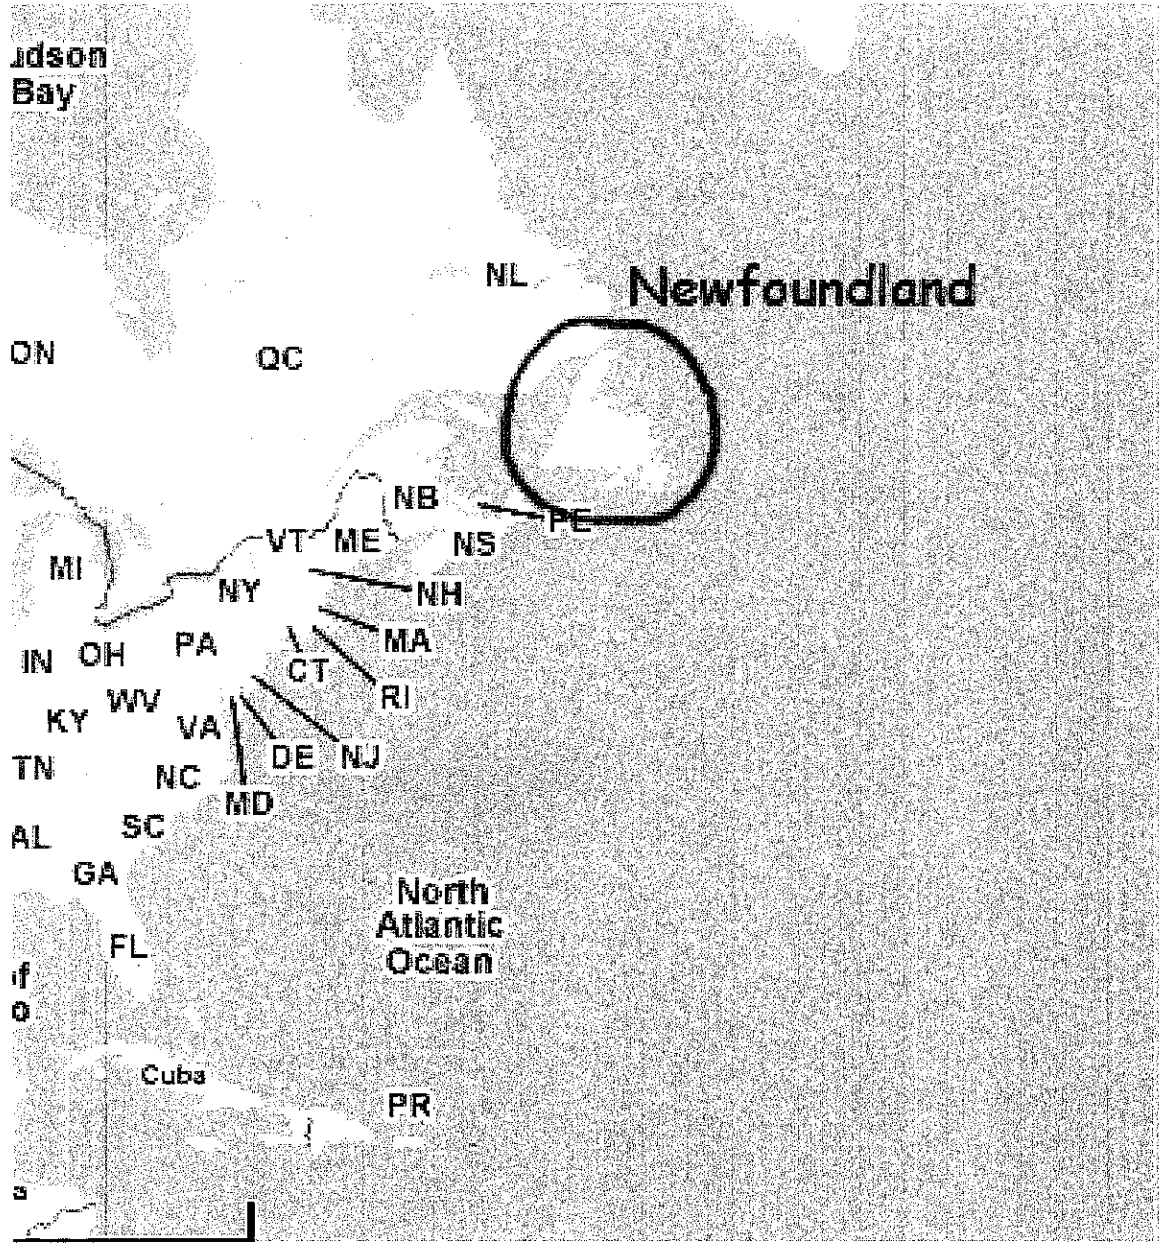 udson
Bay
NL
Newfoundland
ON
QC
NB
PE
VT
ME
NS
MI
NY
NH
PA
MA
IN
OH
CT
RI
WV
KY
VA
DE
NJ
TN
NC
MD
SC
AL
GA
North
Atlantic
Ocean
FL
of
o
Cuba
PR
a